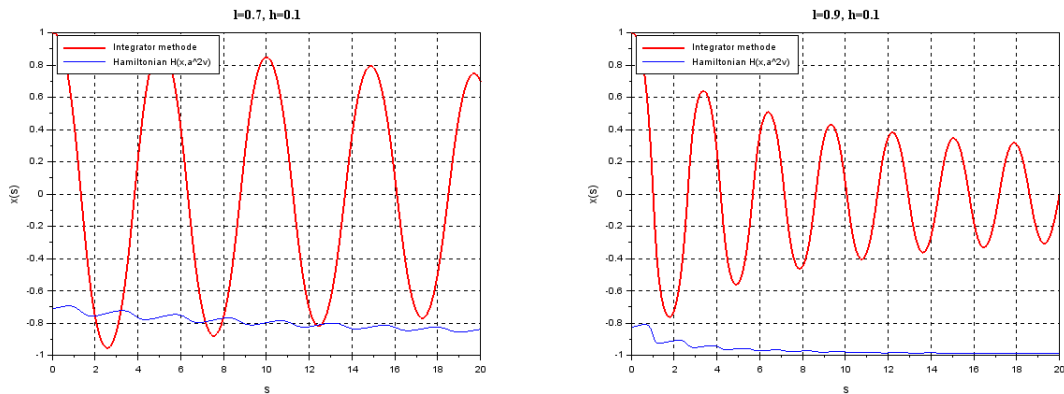 l=0.7, h=0.1
1
0.8
0.6
0.4
0.2
0
-0.2
-0.4
-0.6
-0.8
-1
x(s)
Integrator methode
Hamiltonian H(x,a^2v)
0 2 4 6 8 10 12 14 16 18 20
s
l=0.9, h=0.1
1
0.8
0.6
0.4
0.2
0
-0.2
-0.4
-0.6
-0.8
-1
x(s)
Integrator methode
Hamiltonian H(x,a^2v)
0 2 4 6 8 10 12 14 16 18 20
s